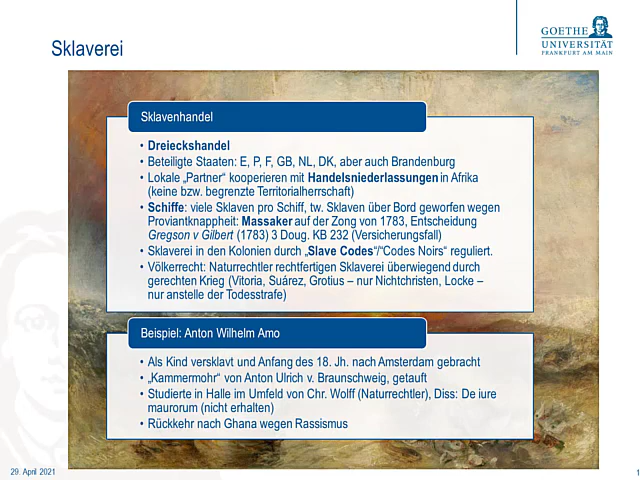 GOETHE
UNIVERSITÄT
FRANKFURT AM MAIN
Sklaverei
Sklavenhandel
• Dreieckshandel
• Beteiligte Staaten: E, P, F, GB, NL, DK, aber auch Brandenburg
• Lokale „Partner“ kooperieren mit Handelsniederlassungen in Afrika
(keine bzw. begrenzte Territorialherrschaft)
• Schiffe: viele Sklaven pro Schiff, tw. Sklaven über Bord geworfen wegen
Proviantknappheit: Massaker auf der Zong von 1783, Entscheidung
Gregson v Gilbert (1783) 3 Doug. KB 232 (Versicherungsfall)
• Sklaverei in den Kolonien durch „Slave Codes“/“Codes Noirs“ reguliert.
• Völkerrecht: Naturrechtler rechtfertigen Sklaverei überwiegend durch
gerechten Krieg (Vitoria, Suárez, Grotius – nur Nichtchristen, Locke –
nur anstelle der Todesstrafe)
Beispiel: Anton Wilhelm Amo
• Als Kind versklavt und Anfang des 18. Jh. nach Amsterdam gebracht
• „Kammermohr“ von Anton Ulrich v. Braunschweig, getauft
• Studierte in Halle im Umfeld von Chr. Wolff (Naturrechtler), Diss: De iure
maurorum (nicht erhalten)
• Rückkehr nach Ghana wegen Rassismus
29. April 2021
1